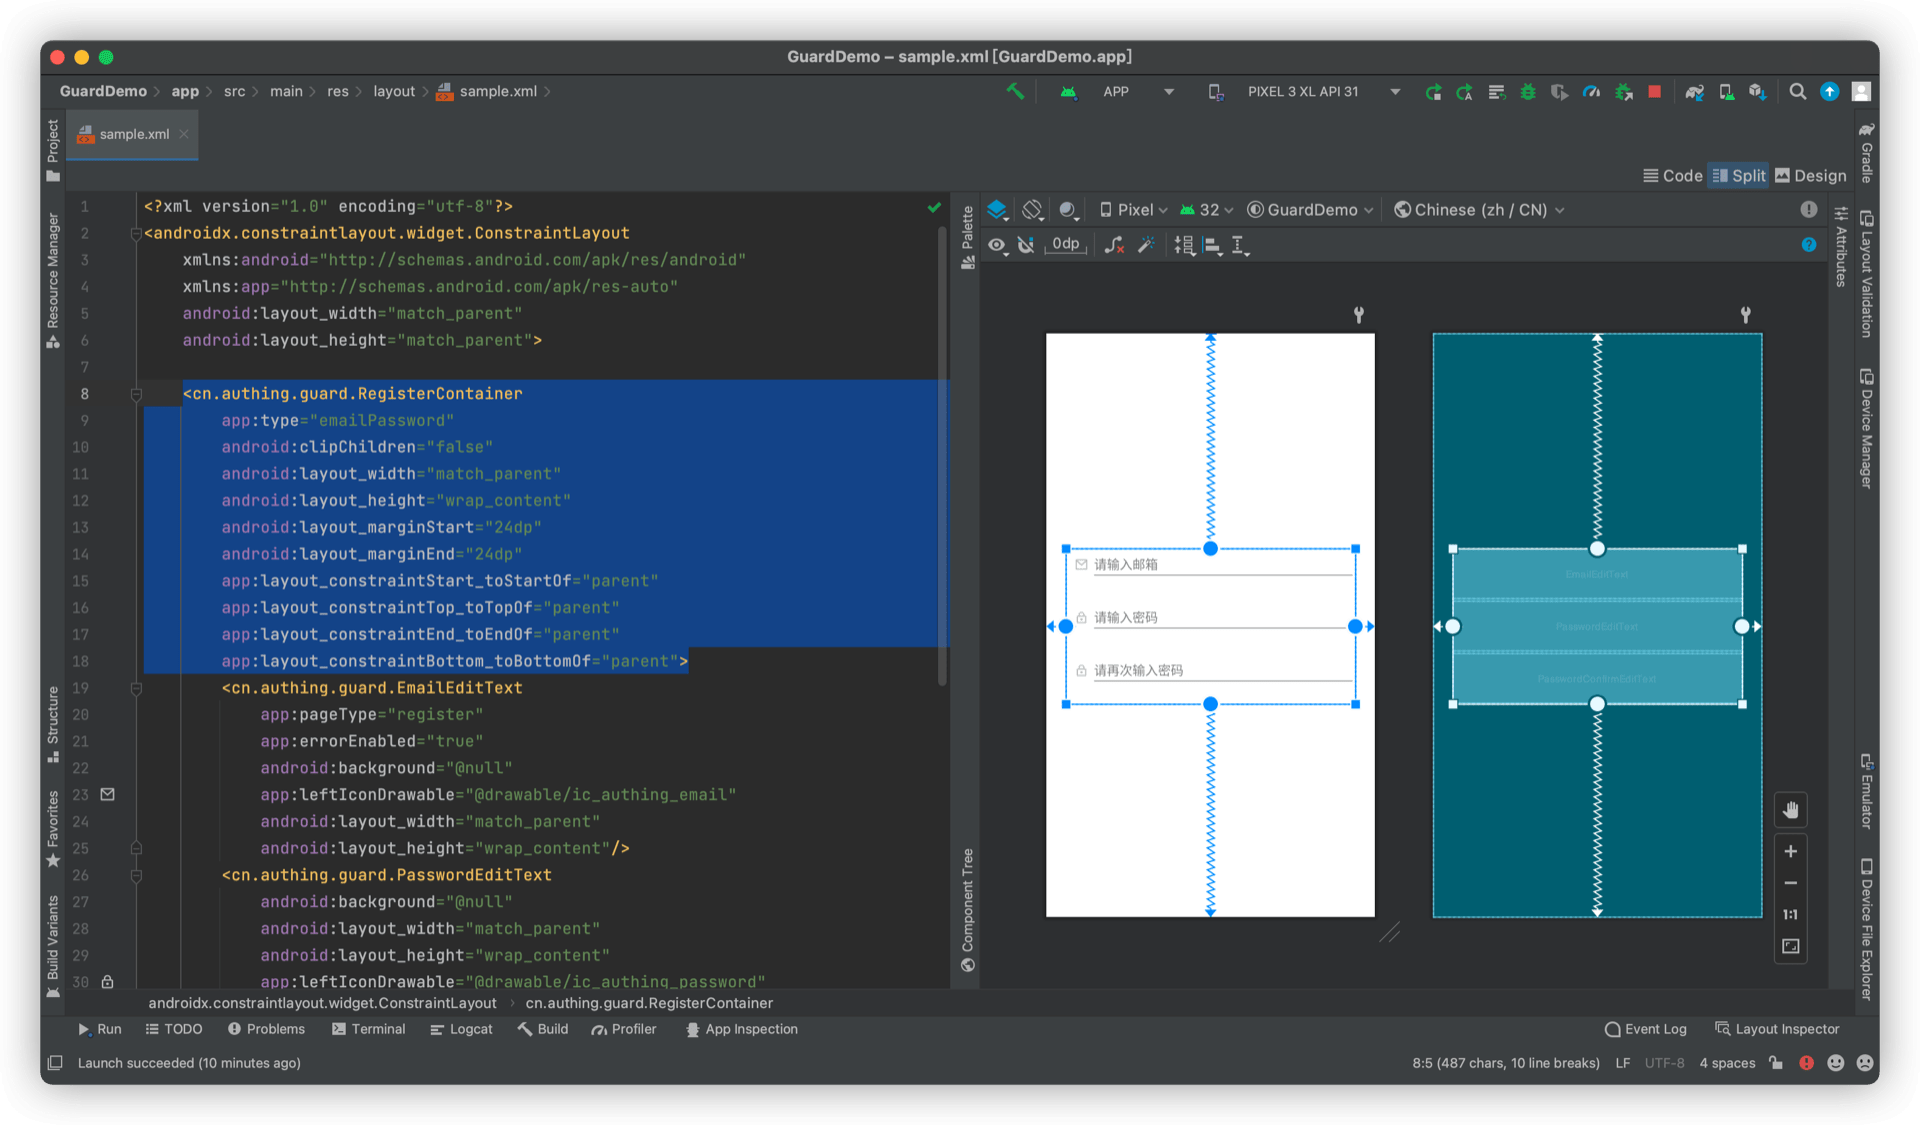 GuardDemo – sample.xml [GuardDemo.app]
GuardDemo app src main res layout sample.xml
APP PIXEL 3 XL API 31
Project
sample.xml
Gradle
Code Split Design
Resource Manager
1 <?xml version="1.0" encoding="utf-8"?>
2 <androidx.constraintlayout.widget.ConstraintLayout
3 xmlns:android="http://schemas.android.com/apk/res/android"
4 xmlns:app="http://schemas.android.com/apk/res-auto"
5 android:layout_width="match_parent"
6 android:layout_height="match_parent">
7
8 <cn.authing.guard.RegisterContainer
9 app:type="emailPassword"
10 android:clipChildren="false"
11 android:layout_width="match_parent"
12 android:layout_height="wrap_content"
13 android:layout_marginStart="24dp"
14 android:layout_marginEnd="24dp"
15 app:layout_constraintStart_toStartOf="parent"
16 app:layout_constraintTop_toTopOf="parent"
17 app:layout_constraintEnd_toEndOf="parent"
18 app:layout_constraintBottom_toBottomOf="parent">
19 <cn.authing.guard.EmailEditText
20 app:pageType="register"
21 app:errorEnabled="true"
22 android:background="@null"
23 app:leftIconDrawable="@drawable/ic_authing_email"
24 android:layout_width="match_parent"
25 android:layout_height="wrap_content"/>
26 <cn.authing.guard.PasswordEditText
27 android:background="@null"
28 android:layout_width="match_parent"
29 android:layout_height="wrap_content"
30 app:leftIconDrawable="@drawable/ic_authing_password"
Structure
Favorites
Build Variants
Palette
Component Tree
Pixel 32 GuardDemo Chinese (zh / CN)
0dp
请输入邮箱
请输入密码
请再次输入密码
EmailEditText
PasswordEditText
PasswordConfirmEditText
1:1
Attributes
Layout Validation
Device Manager
Emulator
Device File Explorer
androidx.constraintlayout.widget.ConstraintLayout cn.authing.guard.RegisterContainer
Run TODO Problems Terminal Logcat Build Profiler App Inspection Event Log Layout Inspector
Launch succeeded (10 minutes ago) 8:5 (487 chars, 10 line breaks) LF UTF-8 4 spaces